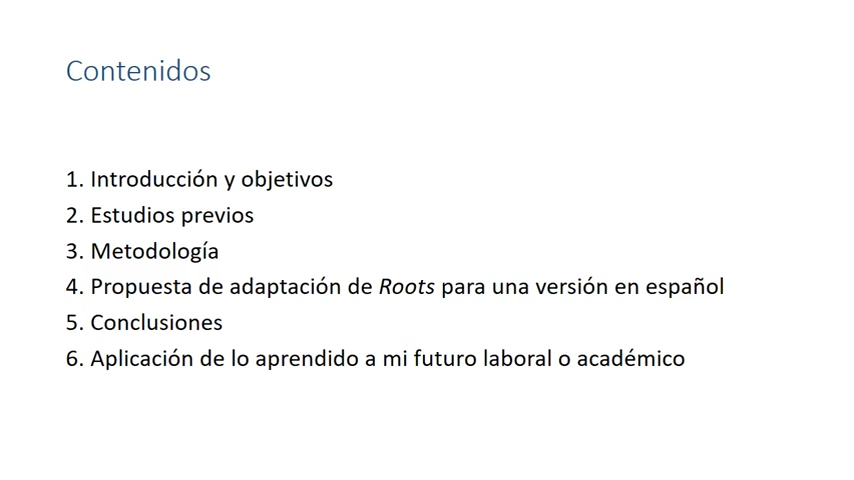 Contenidos
1. Introducción y objetivos
2. Estudios previos
3. Metodología
4. Propuesta de adaptación de Roots para una versión en español
5. Conclusiones
6. Aplicación de lo aprendido a mi futuro laboral o académico